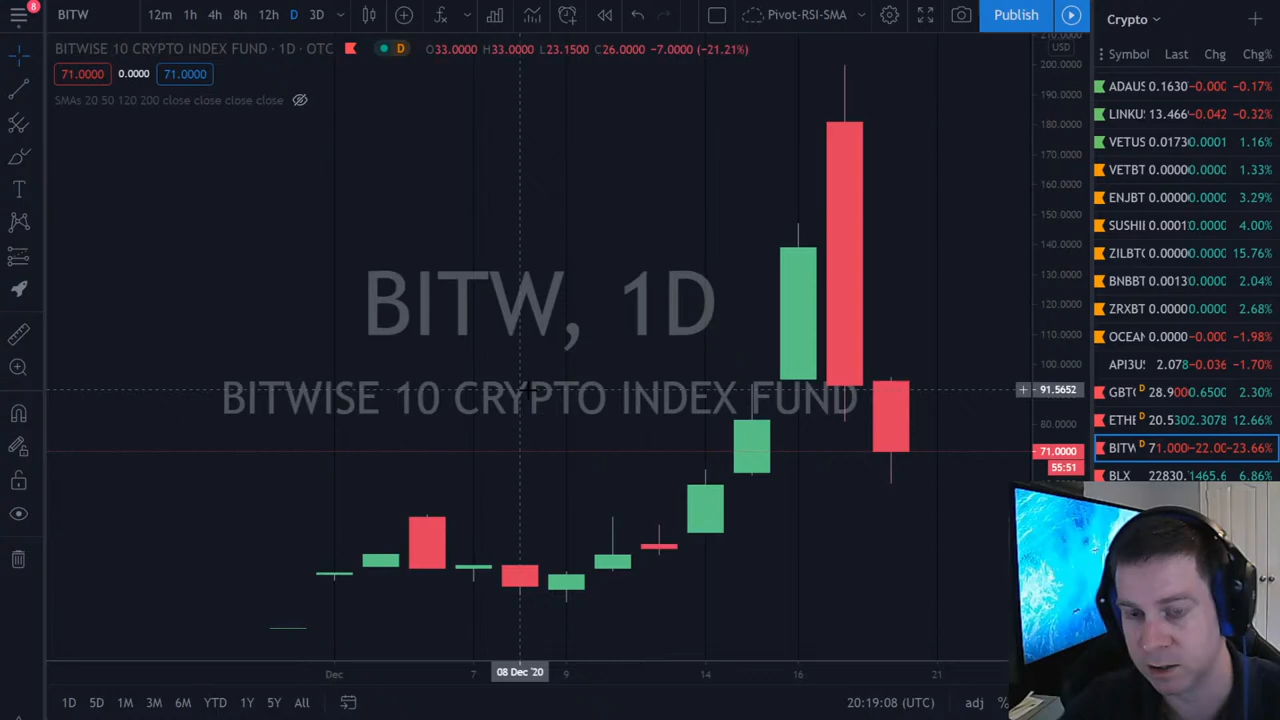 8
BITW
12m 1h 4h 8h 12h D 3D
Pivot-RSI-SMA
Publish
Crypto
BITWISE 10 CRYPTO INDEX FUND · 1D · OTC
D
O33.0000 H33.0000 L23.1500 C26.0000 −7.0000 (−21.21%)
71.0000 0.0000 71.0000
SMAs 20 50 120 200 close close close close
USD
Symbol Last Chg Chg%
210.0000
200.0000
190.0000
180.0000
170.0000
160.0000
150.0000
140.0000
130.0000
120.0000
110.0000
100.0000
91.5652
80.0000
71.0000
55:51
BITW, 1D
BITWISE 10 CRYPTO INDEX FUND
ADAUS 0.1630 −0.000 −0.17%
LINKUS 13.466 −0.042 −0.32%
VETUS 0.0173 0.0001 1.16%
VETBT 0.0000 0.0000 1.33%
ENJBT 0.0000 0.0000 3.29%
SUSHI 0.0001 0.0000 4.00%
ZILBT 0.0000 0.0000 15.76%
BNBBT 0.0013 0.0000 2.04%
ZRXBT 0.0000 0.0000 2.68%
OCEAN 0.0000 −0.000 −1.98%
API3US 2.078 −0.036 −1.70%
GBT D 28.900 0.6500 2.30%
ETHE D 20.530 2.3078 12.66%
BITW D 71.000 −22.00 −23.66%
BLX 22830. 1465.6 6.86%
Dec 7 08 Dec '20 9 14 16 21
1D 5D 1M 3M 6M YTD 1Y 5Y All
20:19:08 (UTC)
adj %